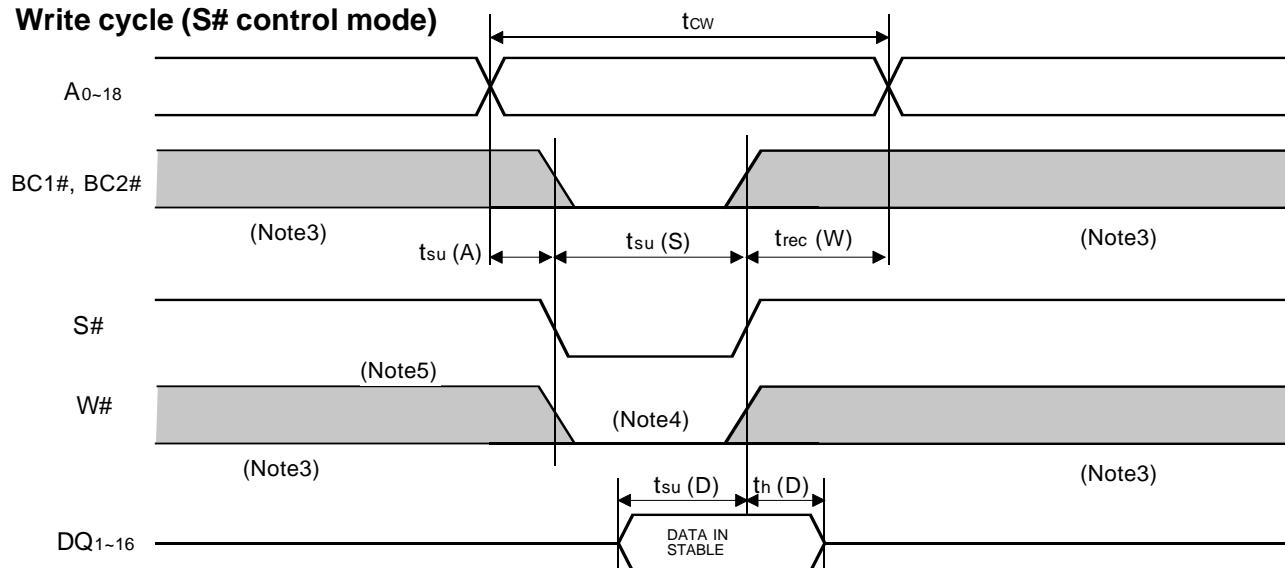 Write cycle (S# control mode)
tCW
A0~18
BC1#, BC2#
(Note3)
tsu (A)
tsu (S)
trec (W)
(Note3)
S#
(Note5)
W#
(Note4)
(Note3)
(Note3)
tsu (D)
th (D)
DQ1~16
DATA IN
STABLE